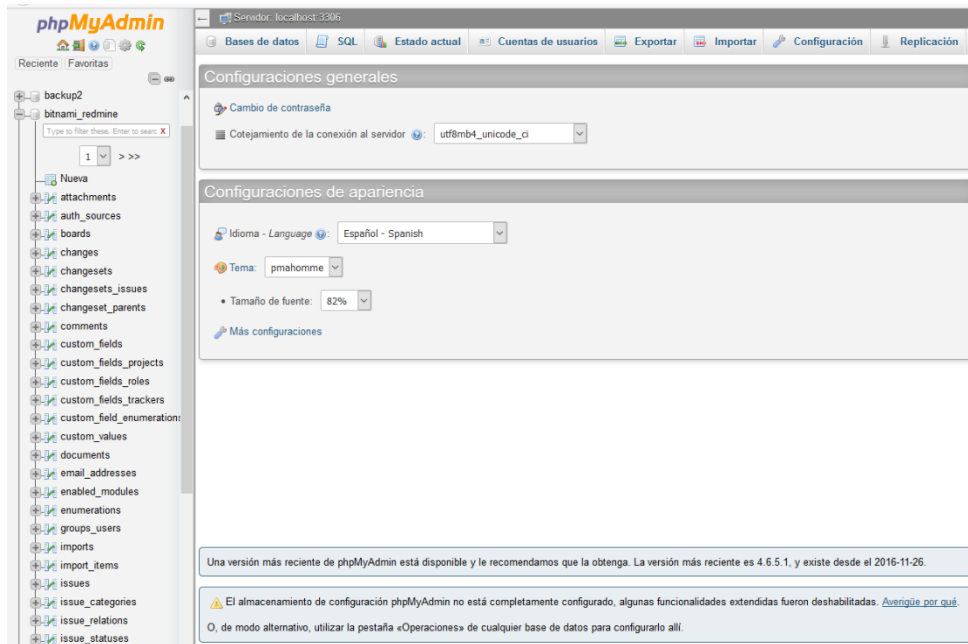 phpMyAdmin
Reciente Favoritas
backup2
bitnami_redmine
Type to filter these, Enter to searc X
1 > >>
Nueva
attachments
auth_sources
boards
changes
changesets
changesets_issues
changeset_parents
comments
custom_fields
custom_fields_projects
custom_fields_roles
custom_fields_trackers
custom_field_enumerations
custom_values
documents
email_addresses
enabled_modules
enumerations
groups_users
imports
import_items
issues
issue_categories
issue_relations
issue_statuses
Servidor: localhost:3306
Bases de datos SQL Estado actual Cuentas de usuarios Exportar Importar Configuración Replicación
Configuraciones generales
Cambio de contraseña
Cotejamiento de la conexión al servidor : utf8mb4_unicode_ci
Configuraciones de apariencia
Idioma - Language : Español - Spanish
Tema: pmahomme
• Tamaño de fuente: 82%
Más configuraciones
Una versión más reciente de phpMyAdmin está disponible y le recomendamos que la obtenga. La versión más reciente es 4.6.5.1, y existe desde el 2016-11-26.
El almacenamiento de configuración phpMyAdmin no está completamente configurado, algunas funcionalidades extendidas fueron deshabilitadas. Averigüe por qué.
O, de modo alternativo, utilizar la pestaña «Operaciones» de cualquier base de datos para configurarlo allí.